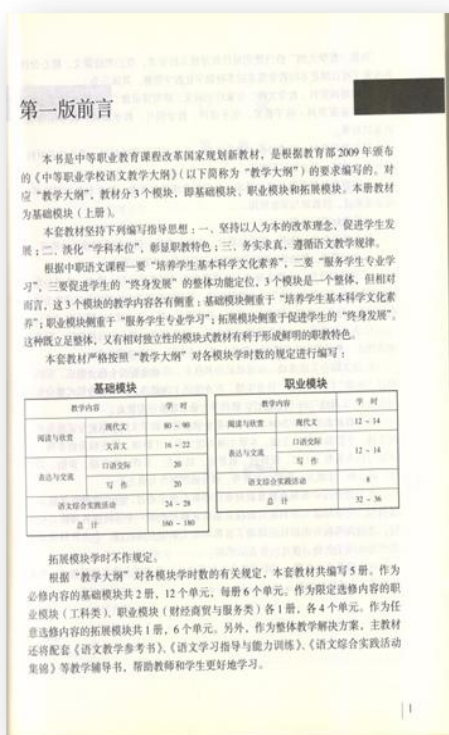 第一版前言
本书是中等职业教育课程改革国家规划新教材，是根据教育部2009年颁布
的《中等职业学校语文教学大纲》（以下简称为“教学大纲”）的要求编写的。对
应“教学大纲”，教材分3个模块，即基础模块、职业模块和拓展模块。本册教材
为基础模块（上册）。
本套教材坚持下列编写指导思想：一、坚持以人为本的改革理念，促进学生发
展；二、淡化“学科本位”，彰显职教特色；三、务实求真，遵循语文教学规律。
根据中职语文课程一要“培养学生基本科学文化素养”，二要“服务学生专业学
习”，三要促进学生的“终身发展”的整体功能定位，3个模块是一个整体，但相对
而言，这3个模块的教学内容各有侧重：基础模块侧重于“培养学生基本科学文化素
养”；职业模块侧重于“服务学生专业学习”；拓展模块侧重于促进学生的“终身发展”。
这种既立足整体，又有相对独立性的模块式教材有利于形成鲜明的职教特色。
本套教材严格按照“教学大纲”对各模块学时数的规定进行编写：
基础模块
教学内容 学 时
阅读与欣赏 现代文 80～90
文言文 16～22
表达与交流 口语交际 20
写 作 20
语文综合实践活动 24～28
总 计 160～180
职业模块
教学内容 学 时
阅读与欣赏 现代文 12～14
表达与交流 口语交际 12～14
写 作
语文综合实践活动 8
总 计 32～36
拓展模块学时不作规定。
根据“教学大纲”对各模块学时数的有关规定，本套教材共编写5册。作为
必修内容的基础模块共2册，12个单元，每册6个单元。作为限定选修内容的职
业模块（工科类）、职业模块（财经商贸与服务类）各1册，各4个单元。作为任
意选修内容的拓展模块共1册，6个单元。另外，作为整体教学解决方案，主教材
还将配套《语文教学参考书》、《语文学习指导与能力训练》、《语文综合实践活动
集锦》等教学辅导书，帮助教师和学生更好地学习。
1